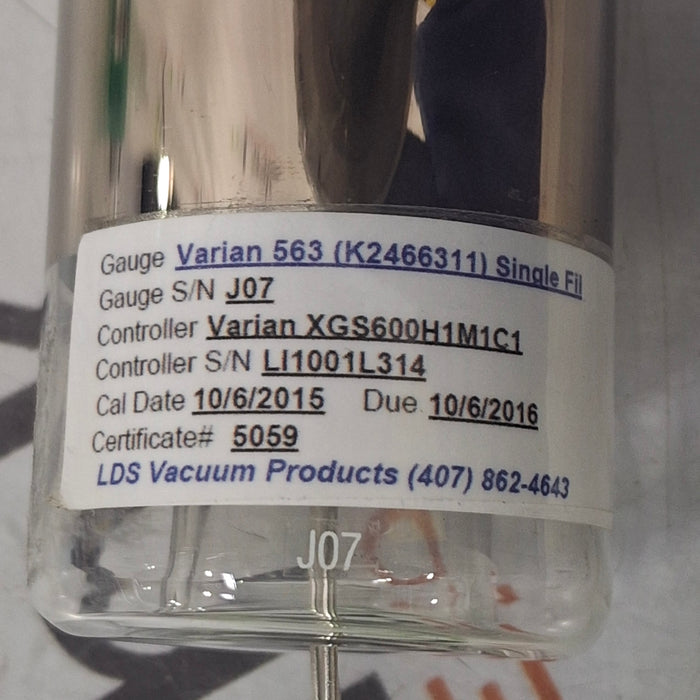 Gauge Varian 563 (K2466311) Single Fil
Gauge S/N J07
Controller Varian XGS600H1M1C1
Controller S/N LI1001L314
Cal Date 10/6/2015 Due 10/6/2016
Certificate# 5059
LDS Vacuum Products (407) 862-4643
J07